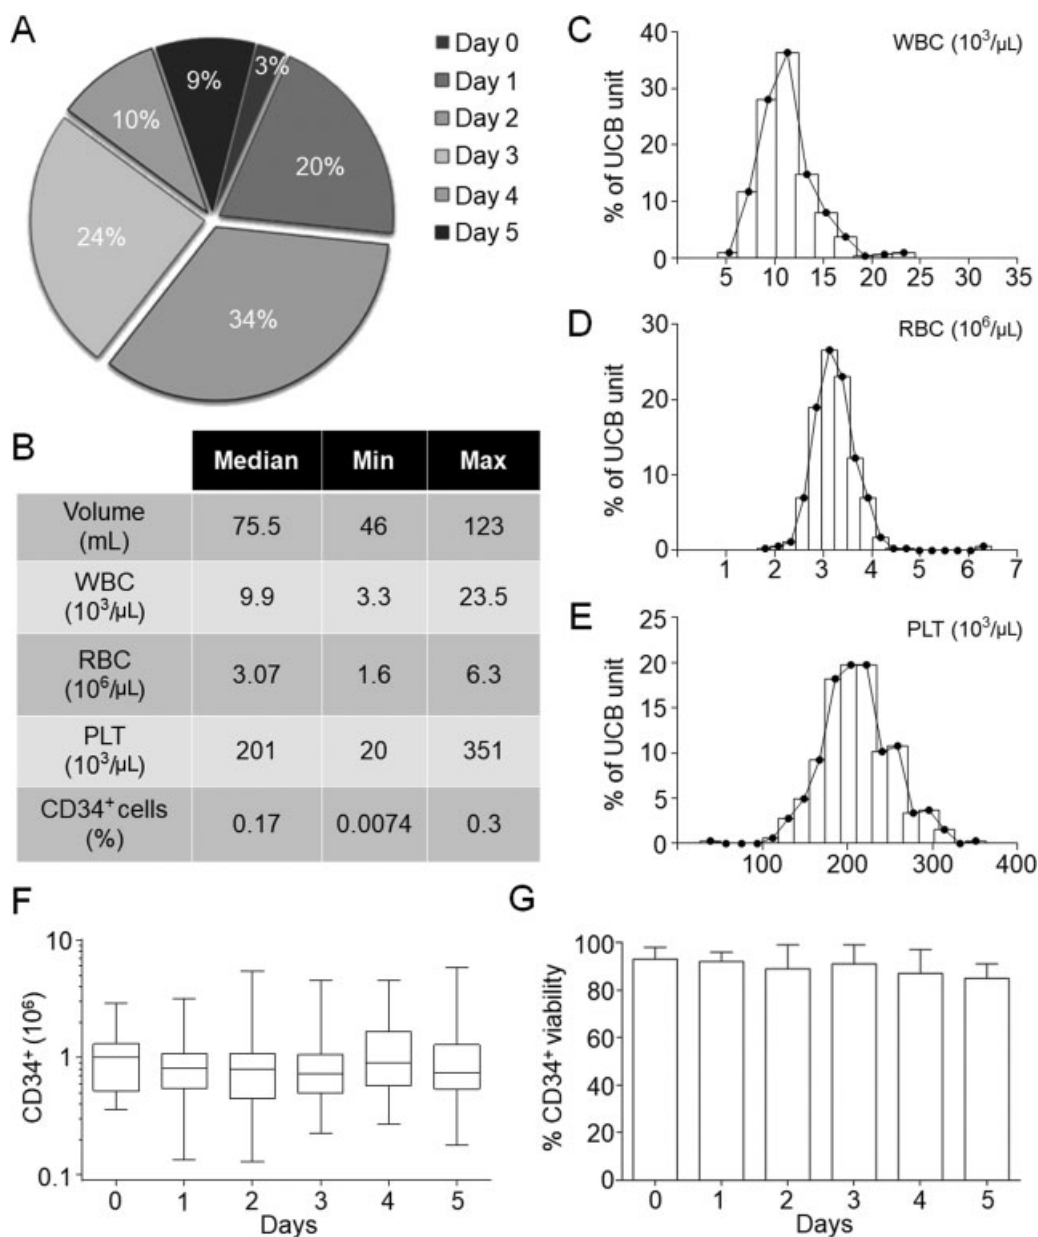 A
9%
3%
20%
34%
24%
10%
Day 0
Day 1
Day 2
Day 3
Day 4
Day 5
B
Median Min Max
Volume
(mL)
75.5 46 123
WBC
(10³/µL)
9.9 3.3 23.5
RBC
(10⁶/µL)
3.07 1.6 6.3
PLT
(10³/µL)
201 20 351
CD34⁺ cells
(%)
0.17 0.0074 0.3
C
WBC (10³/µL)
% of UCB unit
40
30
20
10
0
5 10 15 20 25 30 35
D
RBC (10⁶/µL)
% of UCB unit
30
20
10
0
1 2 3 4 5 6 7
E
PLT (10³/µL)
% of UCB unit
25
20
15
10
5
0
100 200 300 400
F
CD34⁺ (10⁶)
10
1
0.1
0 1 2 3 4 5
Days
G
% CD34⁺ viability
100
80
60
40
20
0
0 1 2 3 4 5
Days